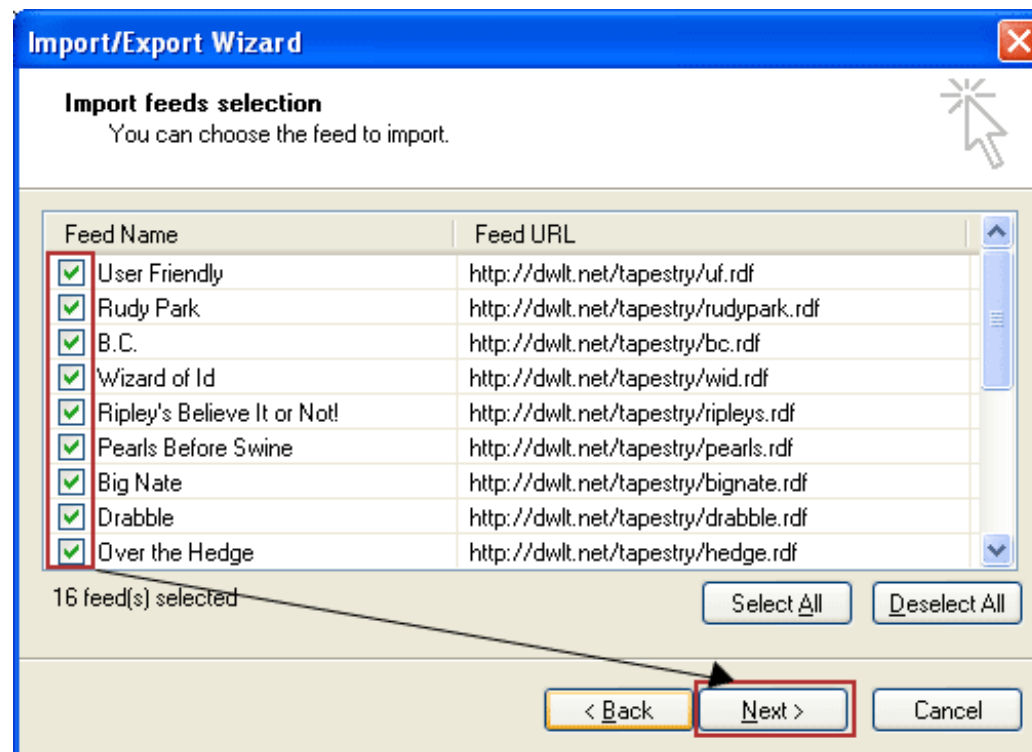 Import/Export Wizard
Import feeds selection
You can choose the feed to import.
Feed Name Feed URL
User Friendly http://dwlt.net/tapestry/uf.rdf
Rudy Park http://dwlt.net/tapestry/rudypark.rdf
B.C. http://dwlt.net/tapestry/bc.rdf
Wizard of Id http://dwlt.net/tapestry/wid.rdf
Ripley's Believe It or Not! http://dwlt.net/tapestry/ripleys.rdf
Pearls Before Swine http://dwlt.net/tapestry/pearls.rdf
Big Nate http://dwlt.net/tapestry/bignate.rdf
Drabble http://dwlt.net/tapestry/drabble.rdf
Over the Hedge http://dwlt.net/tapestry/hedge.rdf
16 feed(s) selected Select All Deselect All
< Back Next > Cancel